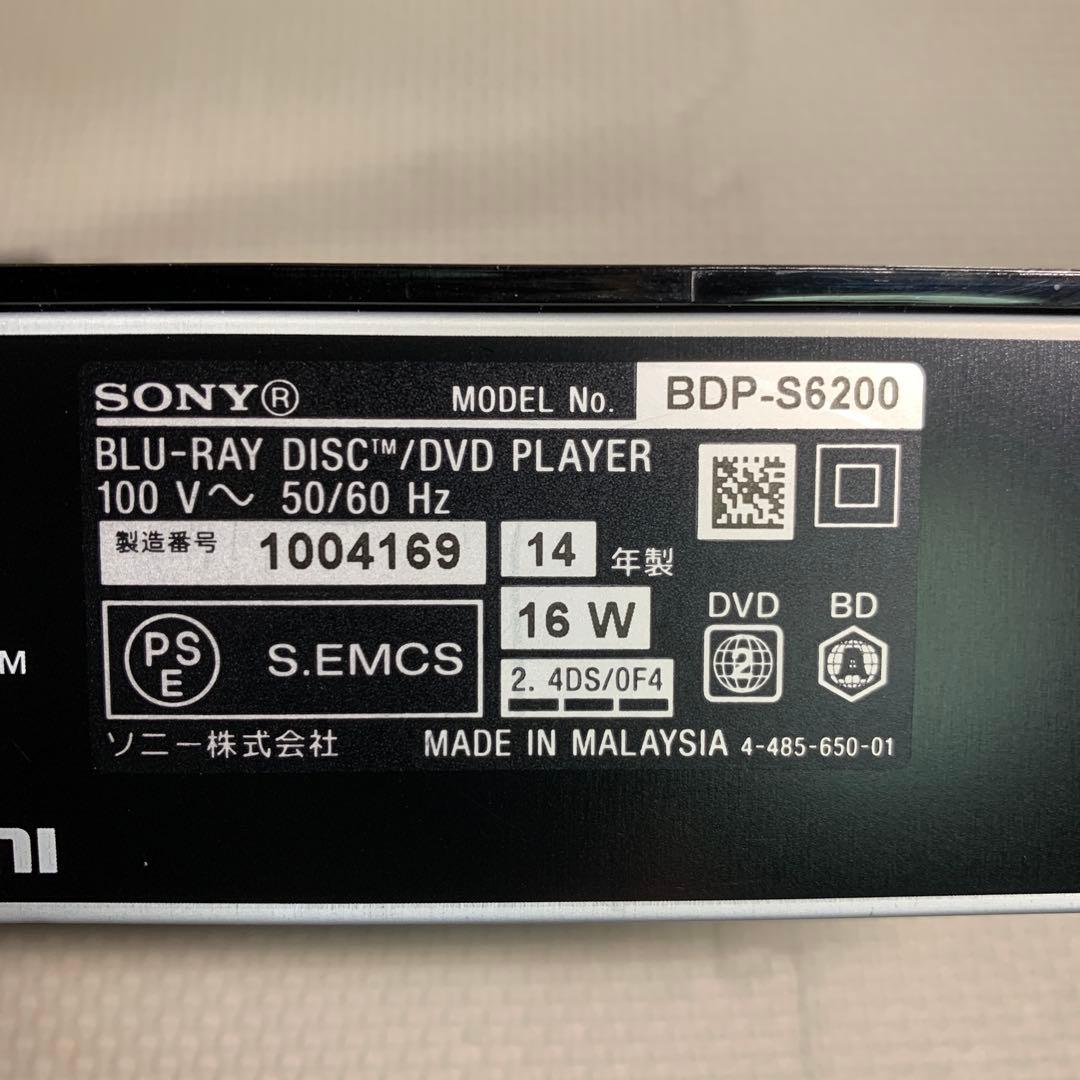 SONY®
MODEL No. BDP-S6200
BLU-RAY DISC™/DVD PLAYER
100 V～ 50/60 Hz
製造番号 1004169 14 年製
16 W
DVD BD
PS
E
S.EMCS
2
A
2. 4DS/0F4
M
ソニー株式会社 MADE IN MALAYSIA 4-485-650-01